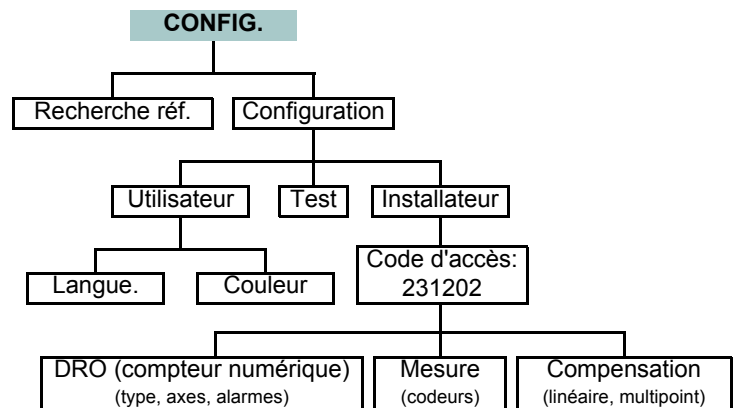 CONFIG.
Recherche réf.
Configuration
Utilisateur
Test
Installateur
Langue.
Couleur
Code d'accès:
231202
DRO (compteur numérique)
(type, axes, alarmes)
Mesure
(codeurs)
Compensation
(linéaire, multipoint)